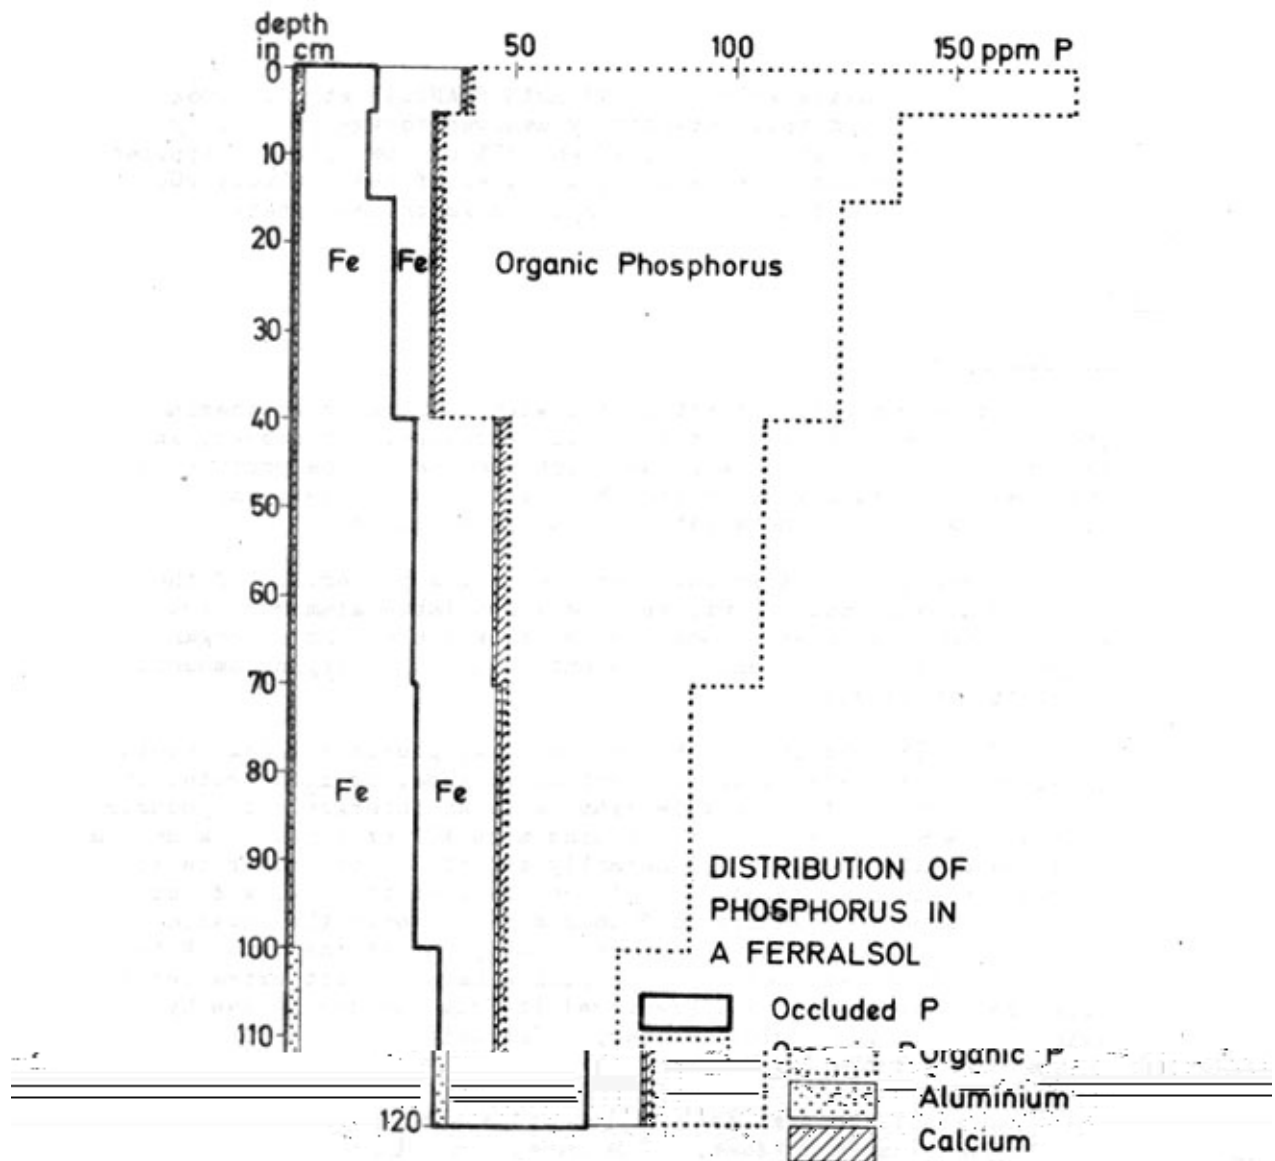 depth
in cm 50 100 150 ppm P
0
10
20
Fe Fe Organic Phosphorus
30
40
50
60
70
80
Fe Fe
90
DISTRIBUTION OF
PHOSPHORUS IN
100
A FERRALSOL
Occluded P
110
Organic P
Aluminium
120
Calcium